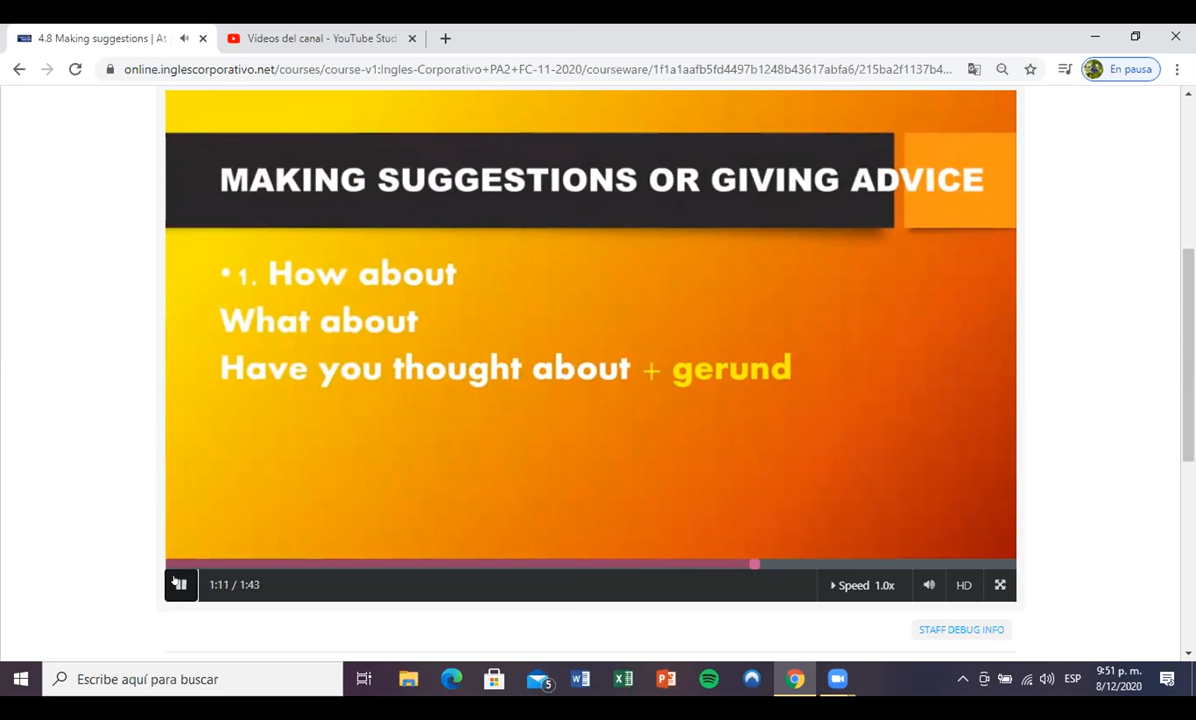 4.8 Making suggestions | At
Videos del canal - YouTube Stud
online.inglescorporativo.net/courses/course-v1:Ingles-Corporativo+PA2+FC-11-2020/courseware/1f1a1aafb5fd4497b1248b43617abfa6/215ba2f1137b4...
En pausa
MAKING SUGGESTIONS OR GIVING ADVICE
• 1. How about
What about
Have you thought about + gerund
1:11 / 1:43
Speed 1.0x
HD
STAFF DEBUG INFO
Escribe aquí para buscar
5
ESP
9:51 p. m.
8/12/2020